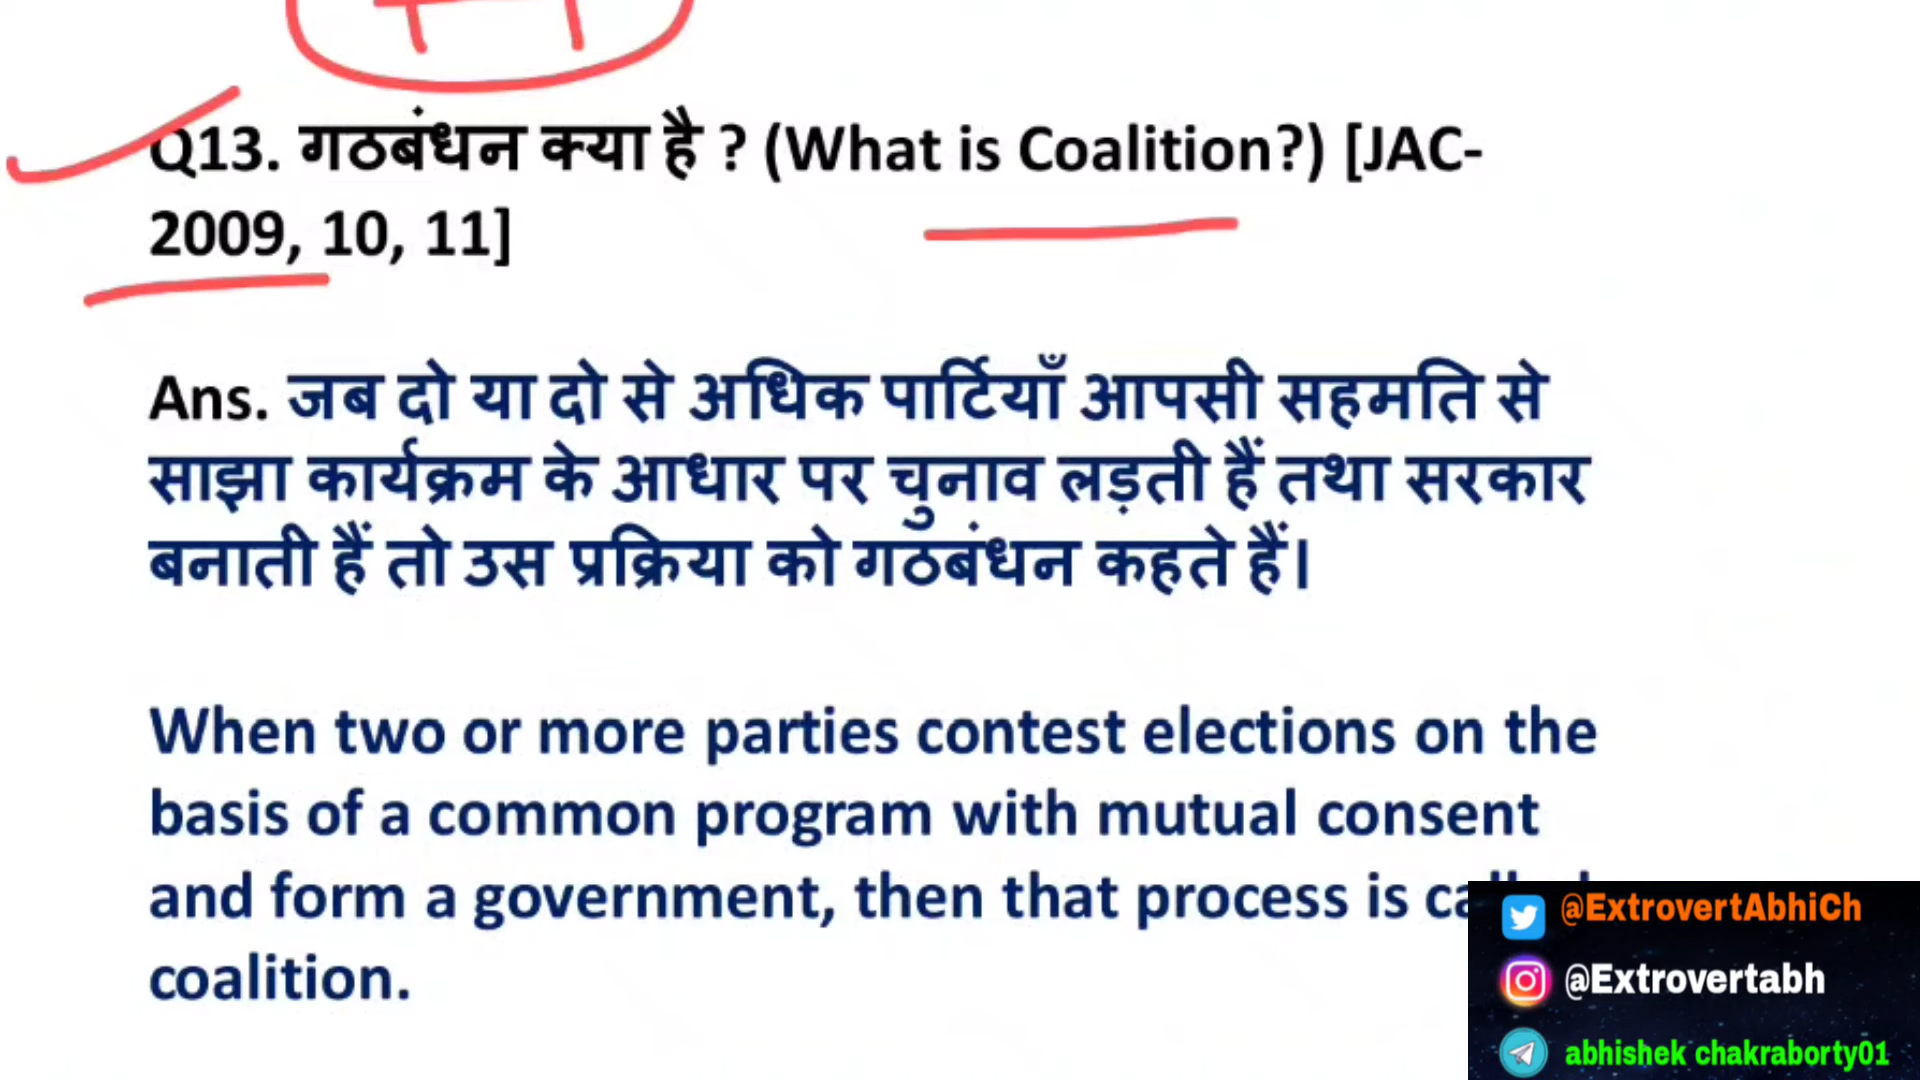 Q13. गठबंधन क्या है ? (What is Coalition?) [JAC-
2009, 10, 11]
Ans. जब दो या दो से अधिक पार्टियाँ आपसी सहमति से
साझा कार्यक्रम के आधार पर चुनाव लड़ती हैं तथा सरकार
बनाती हैं तो उस प्रक्रिया को गठबंधन कहते हैं।
When two or more parties contest elections on the
basis of a common program with mutual consent
and form a government, then that process is called
coalition.
@ExtrovertAbhiCh
@Extrovertabh
abhishek chakraborty01